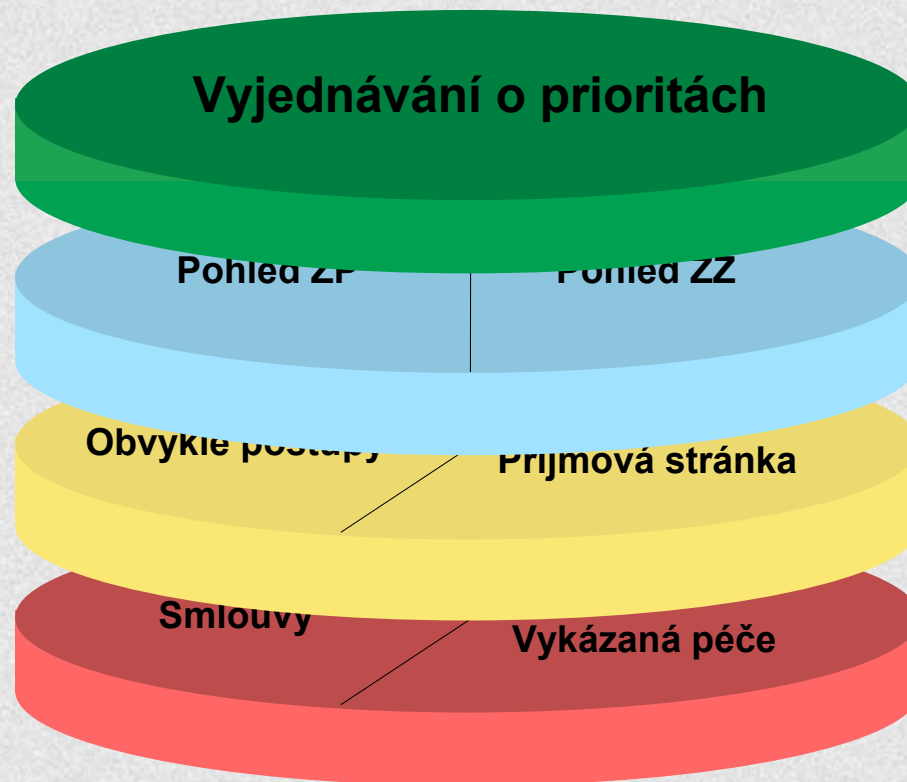 Vyjednávání o prioritách
Pohled ZP
Pohled ZZ
Obvyklé postupy
Příjmová stránka
Smlouvy
Vykázaná péče